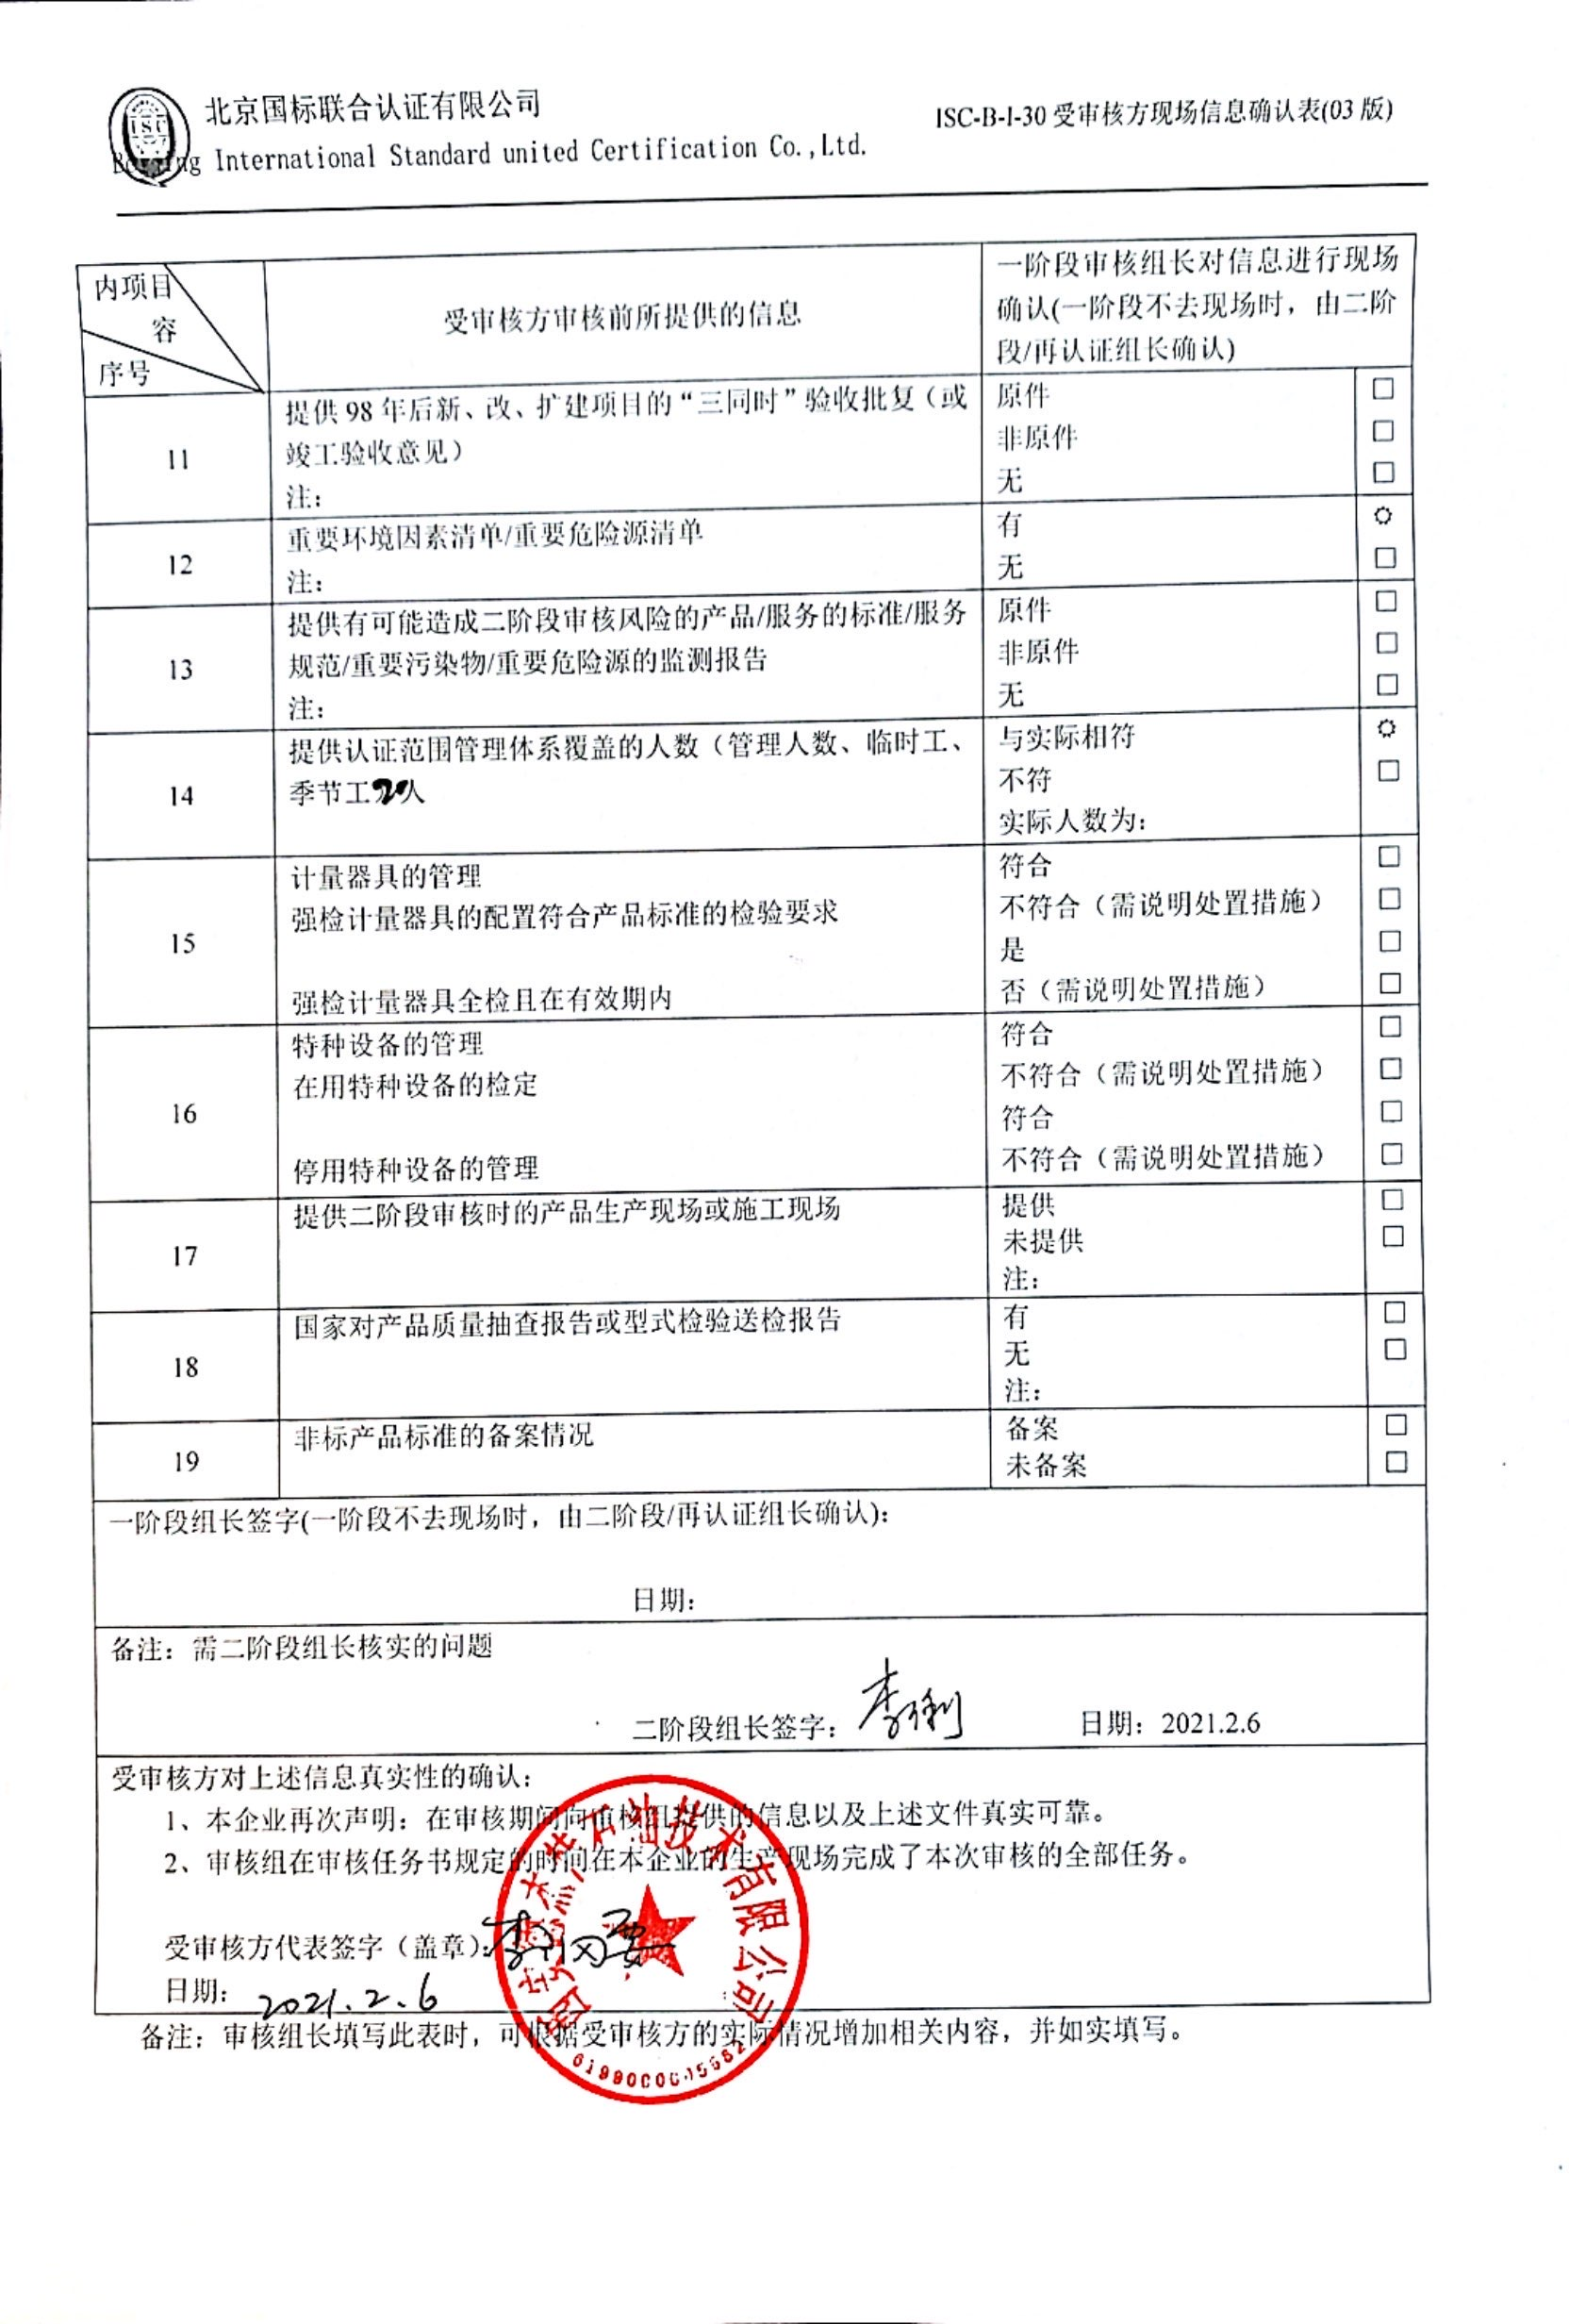 北京国标联合认证有限公司
ISC-B-I-30 受审核方现场信息确认表(03 版)
International Standard united Certification Co.,Ltd.
内项目
容
序号
受审核方审核前所提供的信息
一阶段审核组长对信息进行现场
确认(一阶段不去现场时，由二阶
段/再认证组长确认)
11
提供 98 年后新、改、扩建项目的“三同时”验收批复（或
竣工验收意见）
注：
原件 □
非原件 □
无 □
12
重要环境因素清单/重要危险源清单
注：
有
无 □
13
提供有可能造成二阶段审核风险的产品/服务的标准/服务
规范/重要污染物/重要危险源的监测报告
注：
原件 □
非原件 □
无 □
14
提供认证范围管理体系覆盖的人数（管理人数、临时工、
季节工20人
与实际相符
不符 □
实际人数为：
15
计量器具的管理
强检计量器具的配置符合产品标准的检验要求
强检计量器具全检且在有效期内
符合 □
不符合（需说明处置措施） □
是 □
否（需说明处置措施） □
16
特种设备的管理
在用特种设备的检定
停用特种设备的管理
符合 □
不符合（需说明处置措施） □
符合 □
不符合（需说明处置措施） □
17
提供二阶段审核时的产品生产现场或施工现场
提供 □
未提供 □
注：
18
国家对产品质量抽查报告或型式检验送检报告
有 □
无 □
注：
19
非标产品标准的备案情况
备案 □
未备案 □
一阶段组长签字(一阶段不去现场时，由二阶段/再认证组长确认)：
日期：
备注：需二阶段组长核实的问题
二阶段组长签字： 李俐 日期：2021.2.6
受审核方对上述信息真实性的确认：
1、本企业再次声明：在审核期间向审核组提供的信息以及上述文件真实可靠。
2、审核组在审核任务书规定的时间在本企业的生产现场完成了本次审核的全部任务。
受审核方代表签字（盖章）：
日期： 2021.2.6
石油技术有限公司
备注：审核组长填写此表时，可根据受审核方的实际情况增加相关内容，并如实填写。